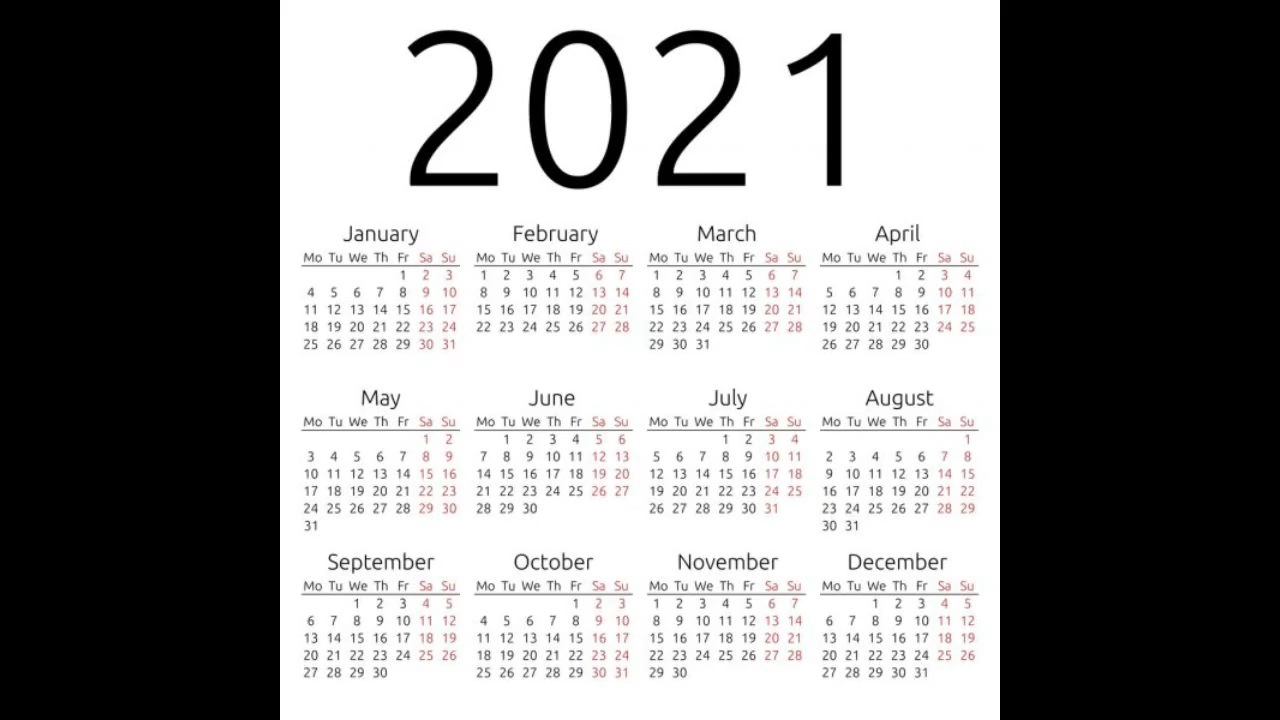 2021
January February March April
Mo Tu We Th Fr Sa Su Mo Tu We Th Fr Sa Su Mo Tu We Th Fr Sa Su Mo Tu We Th Fr Sa Su
1 2 3 1 2 3 4 5 6 7 1 2 3 4 5 6 7 1 2 3 4
4 5 6 7 8 9 10 8 9 10 11 12 13 14 8 9 10 11 12 13 14 5 6 7 8 9 10 11
11 12 13 14 15 16 17 15 16 17 18 19 20 21 15 16 17 18 19 20 21 12 13 14 15 16 17 18
18 19 20 21 22 23 24 22 23 24 25 26 27 28 22 23 24 25 26 27 28 19 20 21 22 23 24 25
25 26 27 28 29 30 31 29 30 31 26 27 28 29 30
May June July August
Mo Tu We Th Fr Sa Su Mo Tu We Th Fr Sa Su Mo Tu We Th Fr Sa Su Mo Tu We Th Fr Sa Su
1 2 1 2 3 4 5 6 1 2 3 4 1
3 4 5 6 7 8 9 7 8 9 10 11 12 13 5 6 7 8 9 10 11 2 3 4 5 6 7 8
10 11 12 13 14 15 16 14 15 16 17 18 19 20 12 13 14 15 16 17 18 9 10 11 12 13 14 15
17 18 19 20 21 22 23 21 22 23 24 25 26 27 19 20 21 22 23 24 25 16 17 18 19 20 21 22
24 25 26 27 28 29 30 28 29 30 26 27 28 29 30 31 23 24 25 26 27 28 29
31 30 31
September October November December
Mo Tu We Th Fr Sa Su Mo Tu We Th Fr Sa Su Mo Tu We Th Fr Sa Su Mo Tu We Th Fr Sa Su
1 2 3 4 5 1 2 3 1 2 3 4 5 6 7 1 2 3 4 5
6 7 8 9 10 11 12 4 5 6 7 8 9 10 8 9 10 11 12 13 14 6 7 8 9 10 11 12
13 14 15 16 17 18 19 11 12 13 14 15 16 17 15 16 17 18 19 20 21 13 14 15 16 17 18 19
20 21 22 23 24 25 26 18 19 20 21 22 23 24 22 23 24 25 26 27 28 20 21 22 23 24 25 26
27 28 29 30 25 26 27 28 29 30 31 29 30 27 28 29 30 31